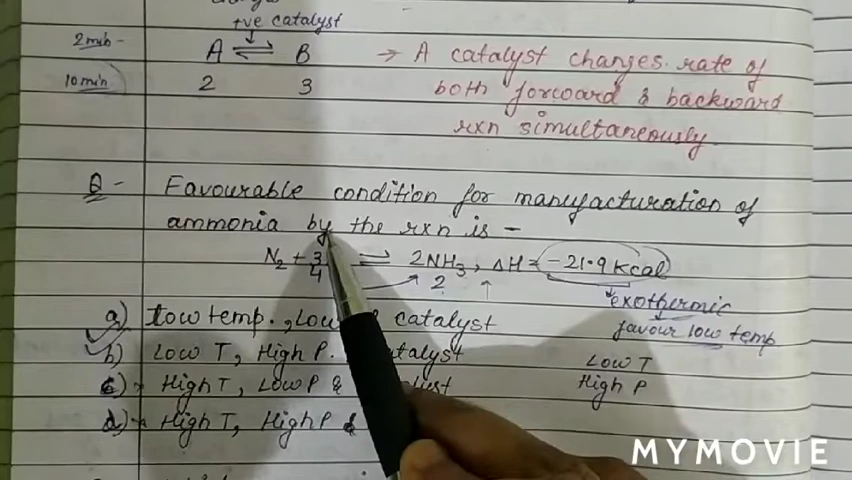 +ve catalyst
2 min - A ⇌ B → A catalyst changes rate of
10 min 2 3 both forward & backward
rxn simultaneously
Q - Favourable condition for manufacturation of
ammonia by the rxn is -
N2 + 3 ⇌ 2NH3, ΔH = -21.9 Kcal
4 2 ↑
exothermic
a) Low temp., Low & catalyst
favour low temp
b) Low T, High P. catalyst Low T
c) High T, Low P & High P
d) High T, High P &
MYMOVIE